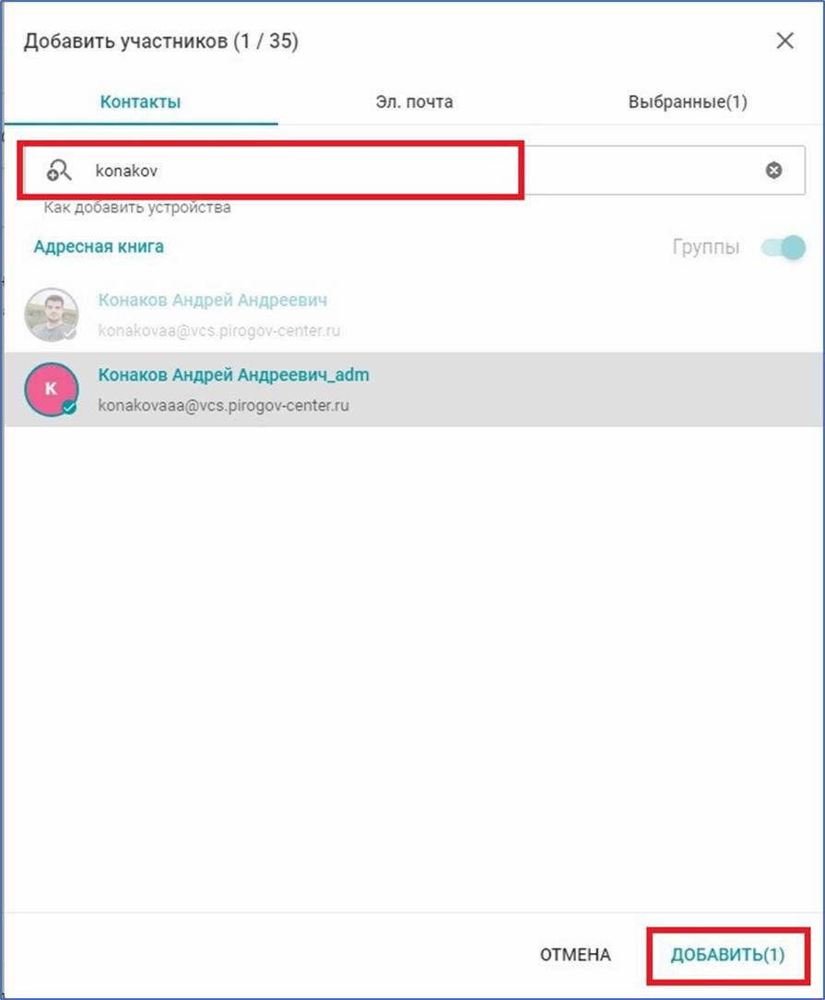 Добавить участников (1 / 35)
Контакты Эл. почта Выбранные(1)
konakov
Как добавить устройства
Адресная книга Группы
Конаков Андрей Андреевич
konakovaa@vcs.pirogov-center.ru
К
Конаков Андрей Андреевич_adm
konakovaaa@vcs.pirogov-center.ru
ОТМЕНА ДОБАВИТЬ(1)